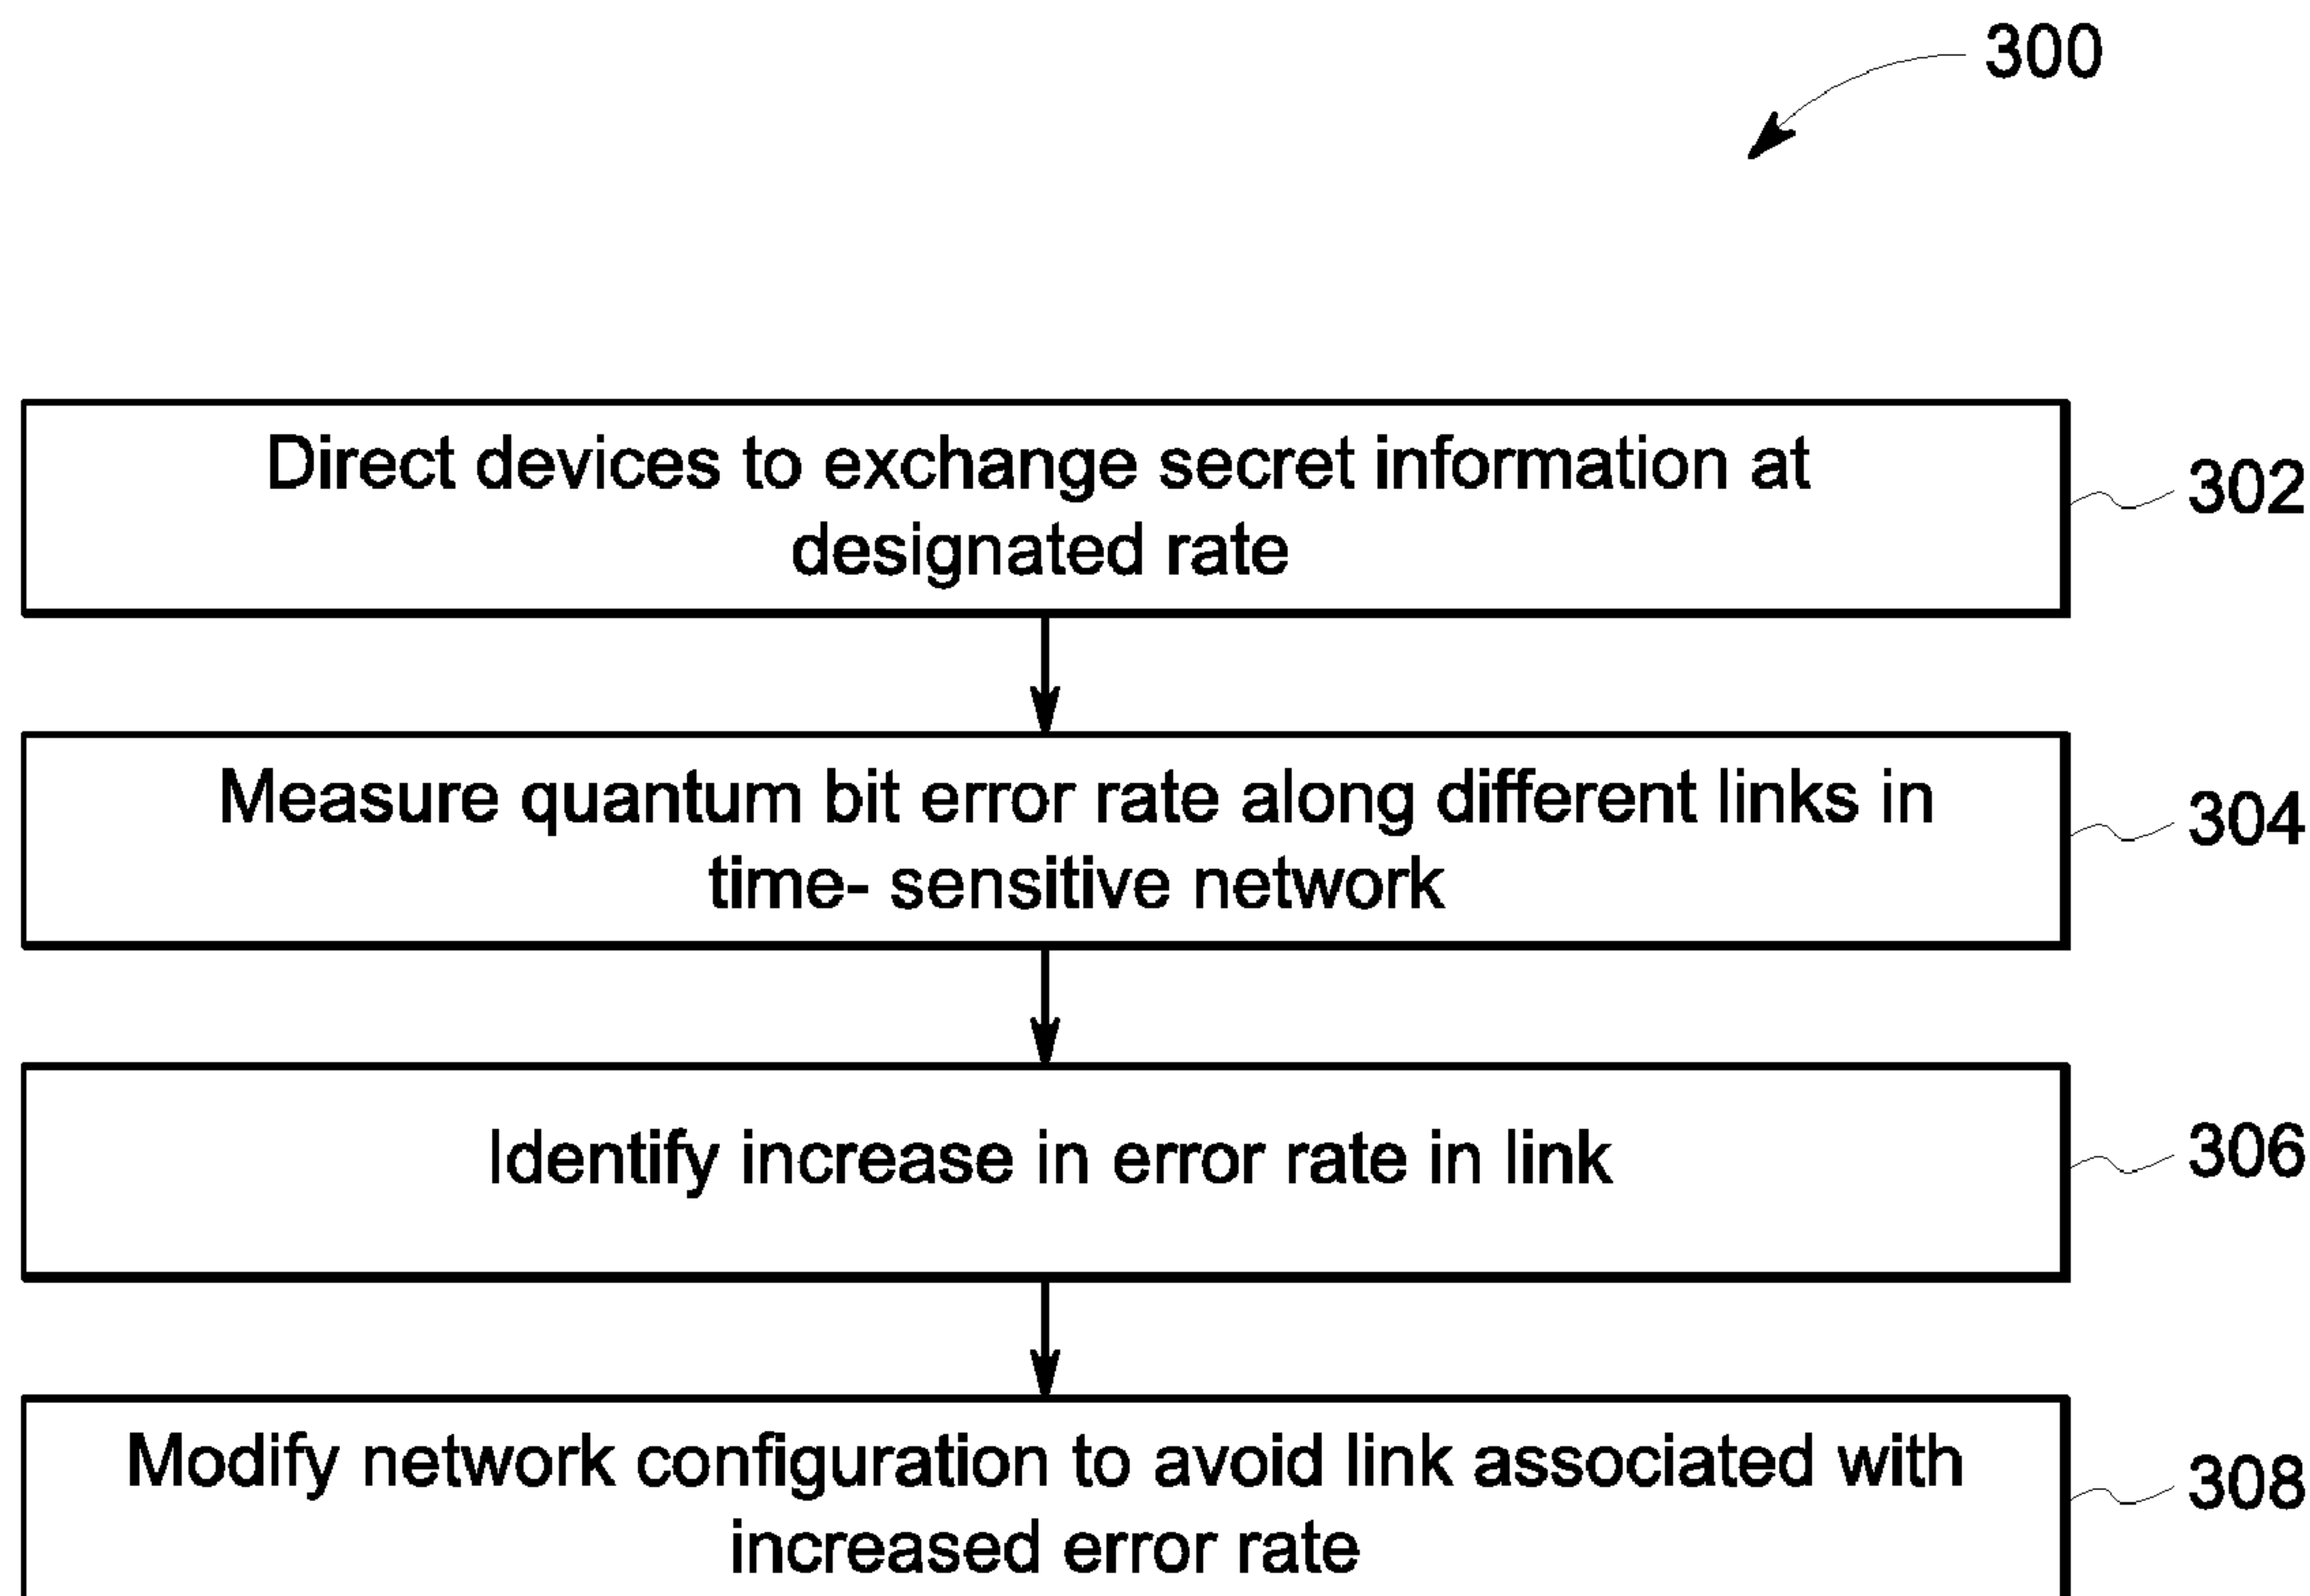 300
Direct devices to exchange secret information at
designated rate
302
Measure quantum bit error rate along different links in
time- sensitive network
304
Identify increase in error rate in link
306
Modify network configuration to avoid link associated with
increased error rate
308